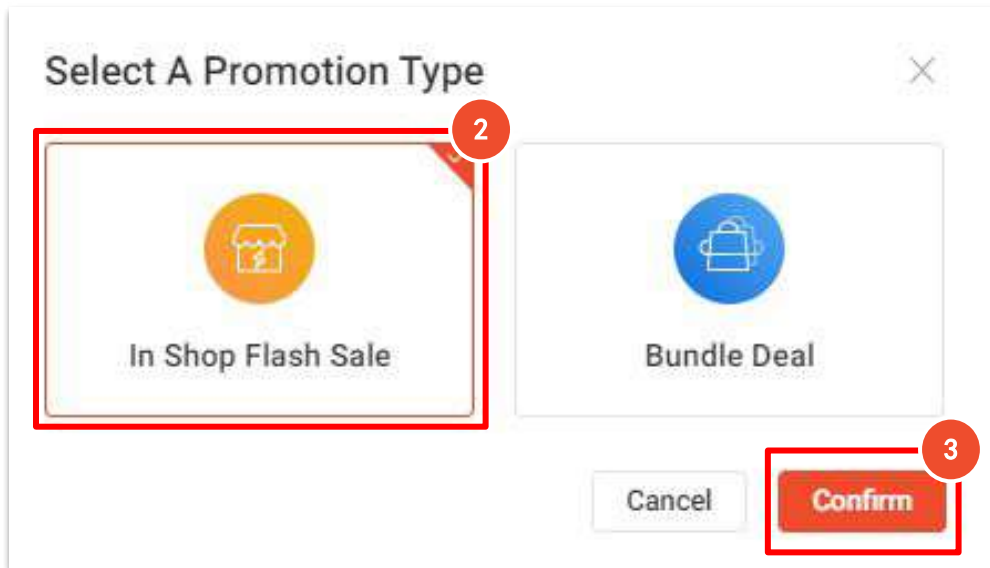 Select A Promotion Type
2
In Shop Flash Sale
Bundle Deal
3
Cancel
Confirm